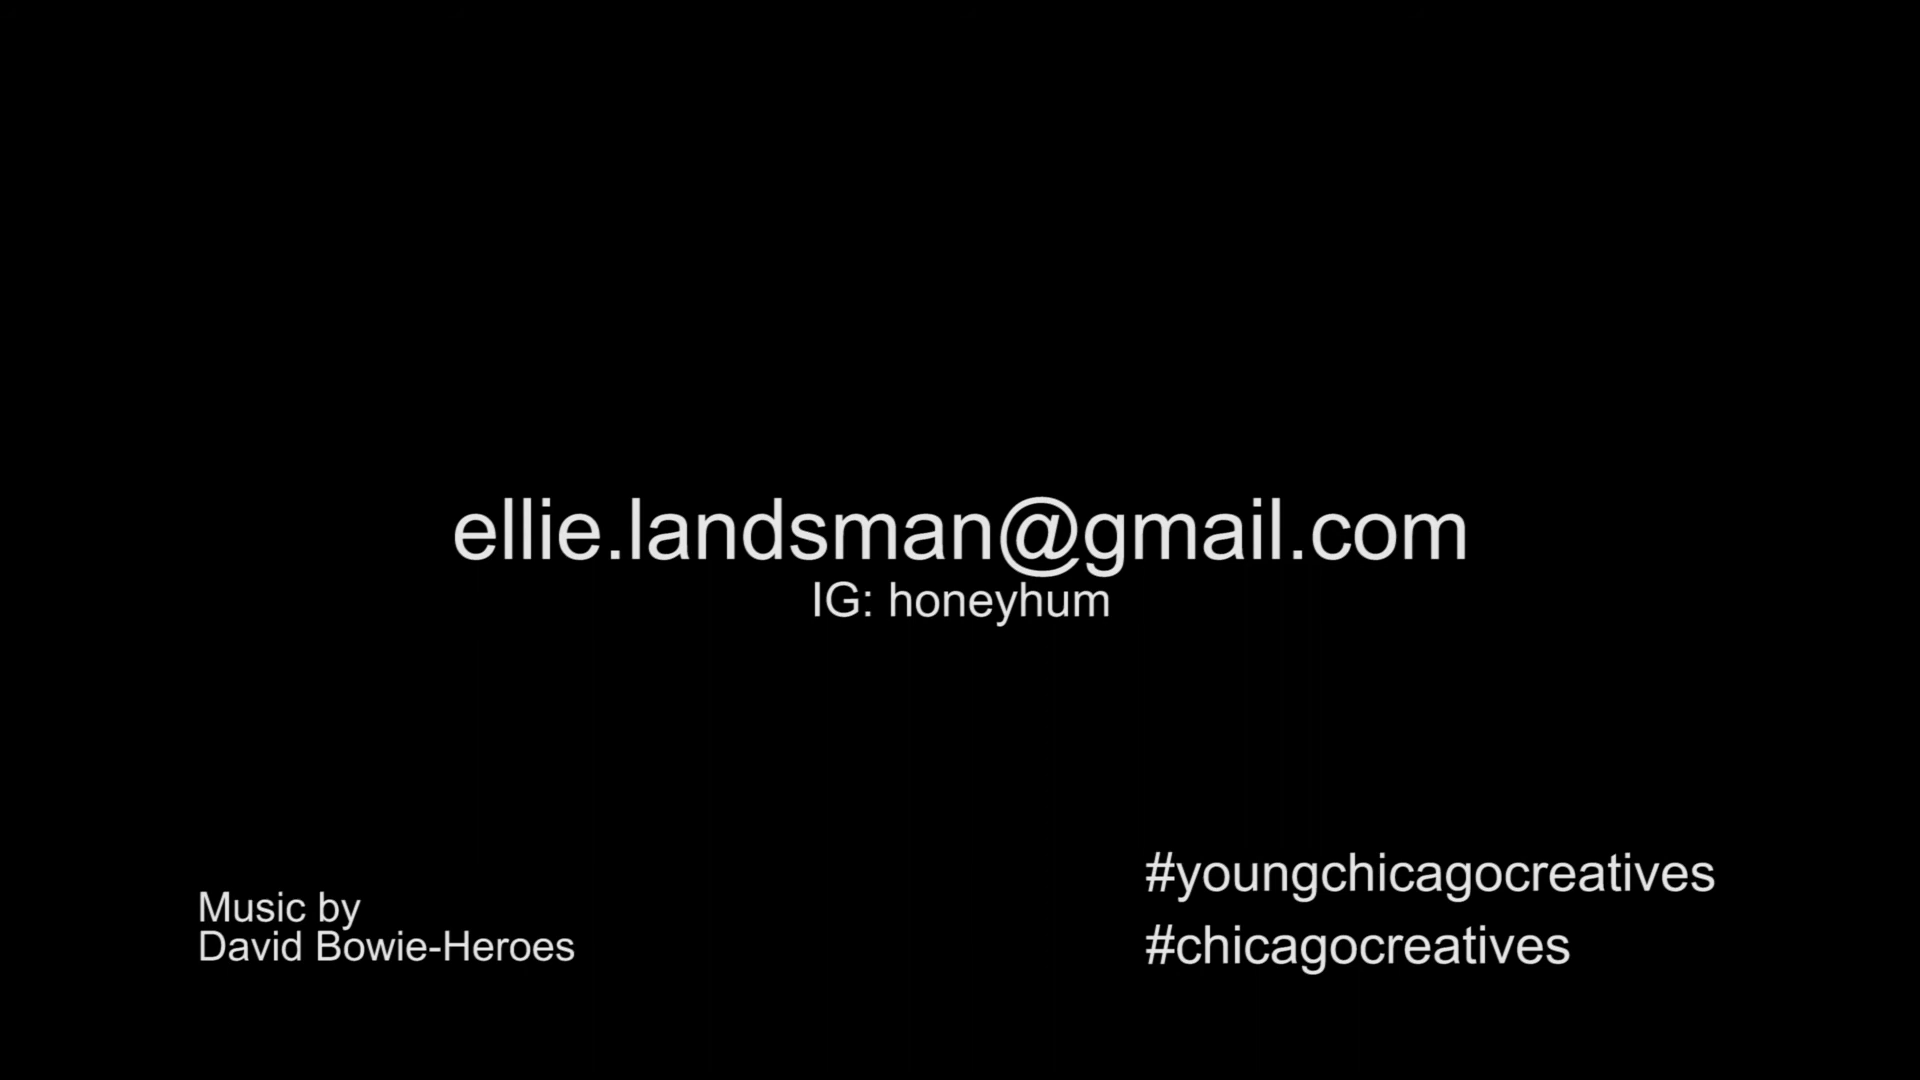 ellie.landsman@gmail.com
IG: honeyhum
Music by
David Bowie-Heroes
#youngchicagocreatives
#chicagocreatives